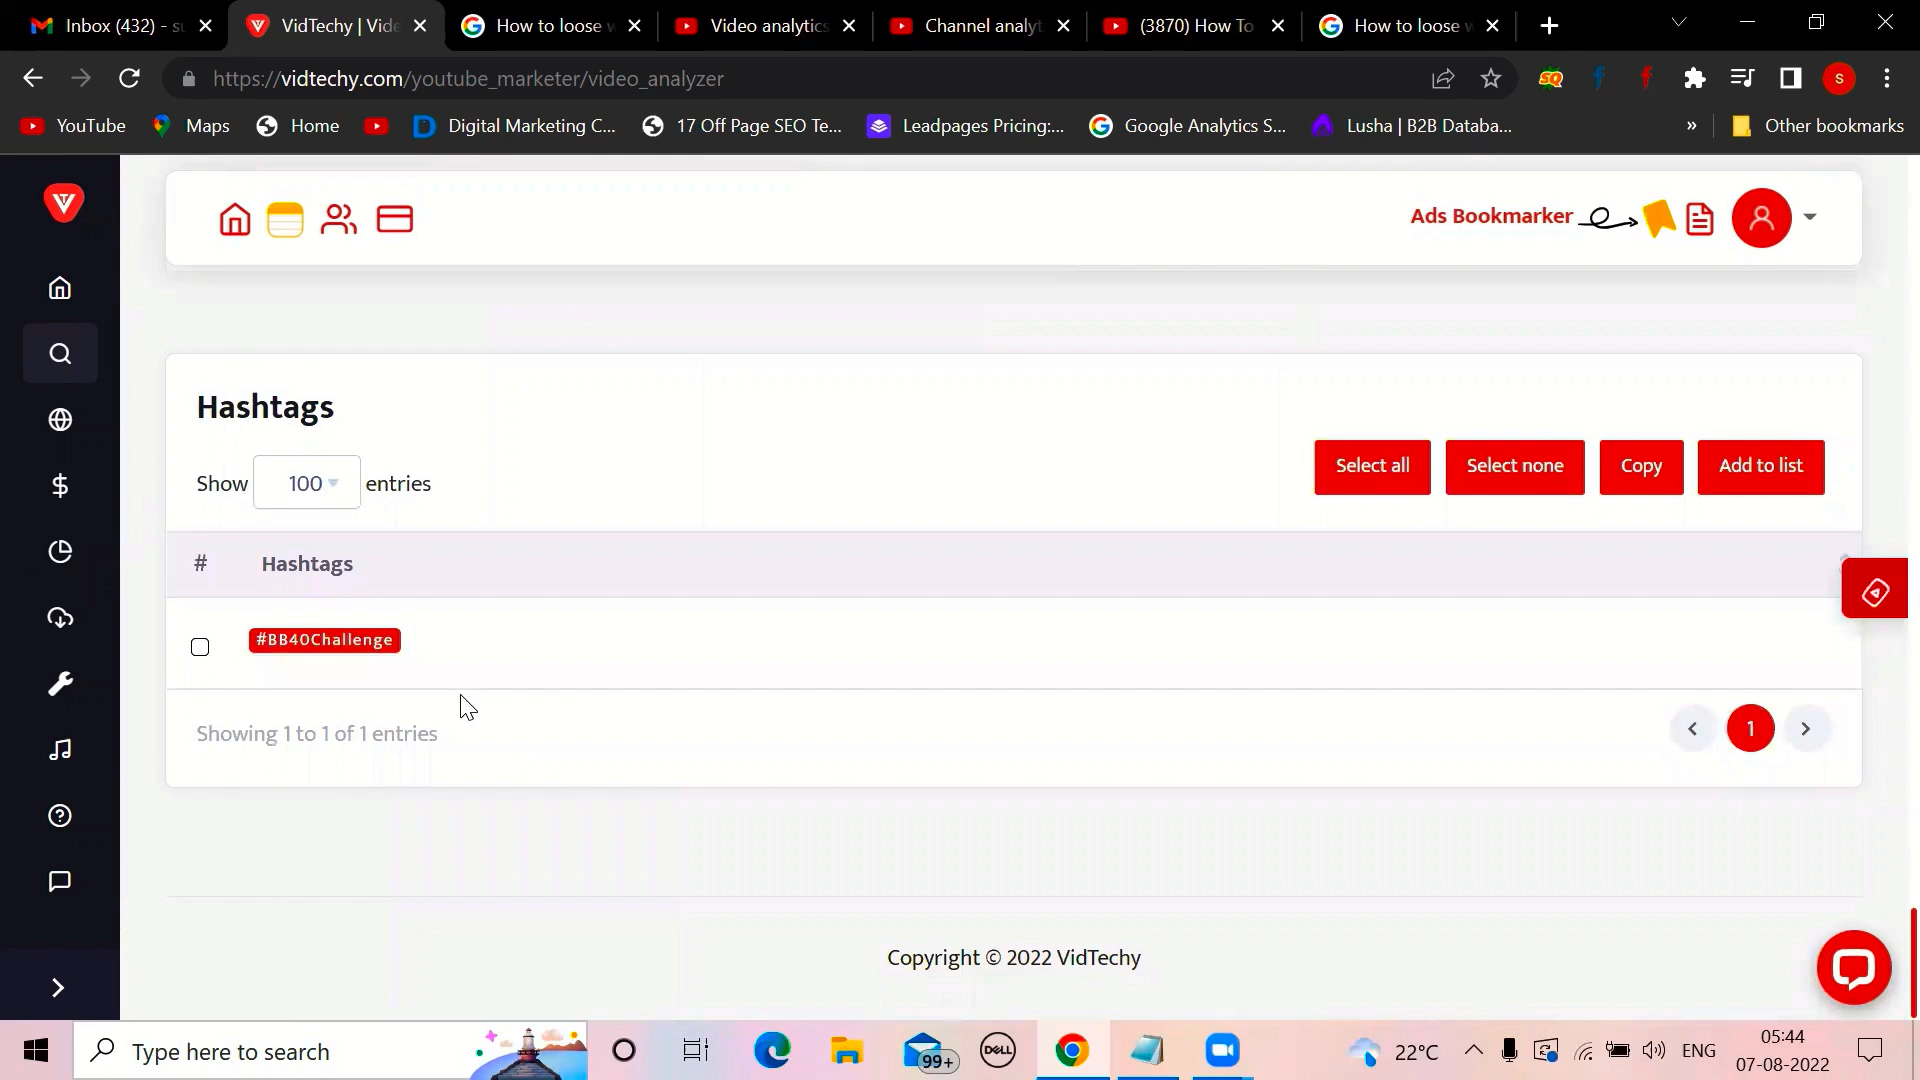 Inbox (432) - su
VidTechy | Vide
How to loose w
Video analytics
Channel analyt
(3870) How To
How to loose w
https://vidtechy.com/youtube_marketer/video_analyzer
SQ
s
YouTube
Maps
Home
Digital Marketing C...
17 Off Page SEO Te...
Leadpages Pricing:...
Google Analytics S...
Lusha | B2B Databa...
»
Other bookmarks
Ads Bookmarker
Hashtags
Show 100 entries
Select all
Select none
Copy
Add to list
# Hashtags
#BB40Challenge
Showing 1 to 1 of 1 entries
1
Copyright © 2022 VidTechy
Type here to search
99+
DELL
22°C
ENG
05:44
07-08-2022